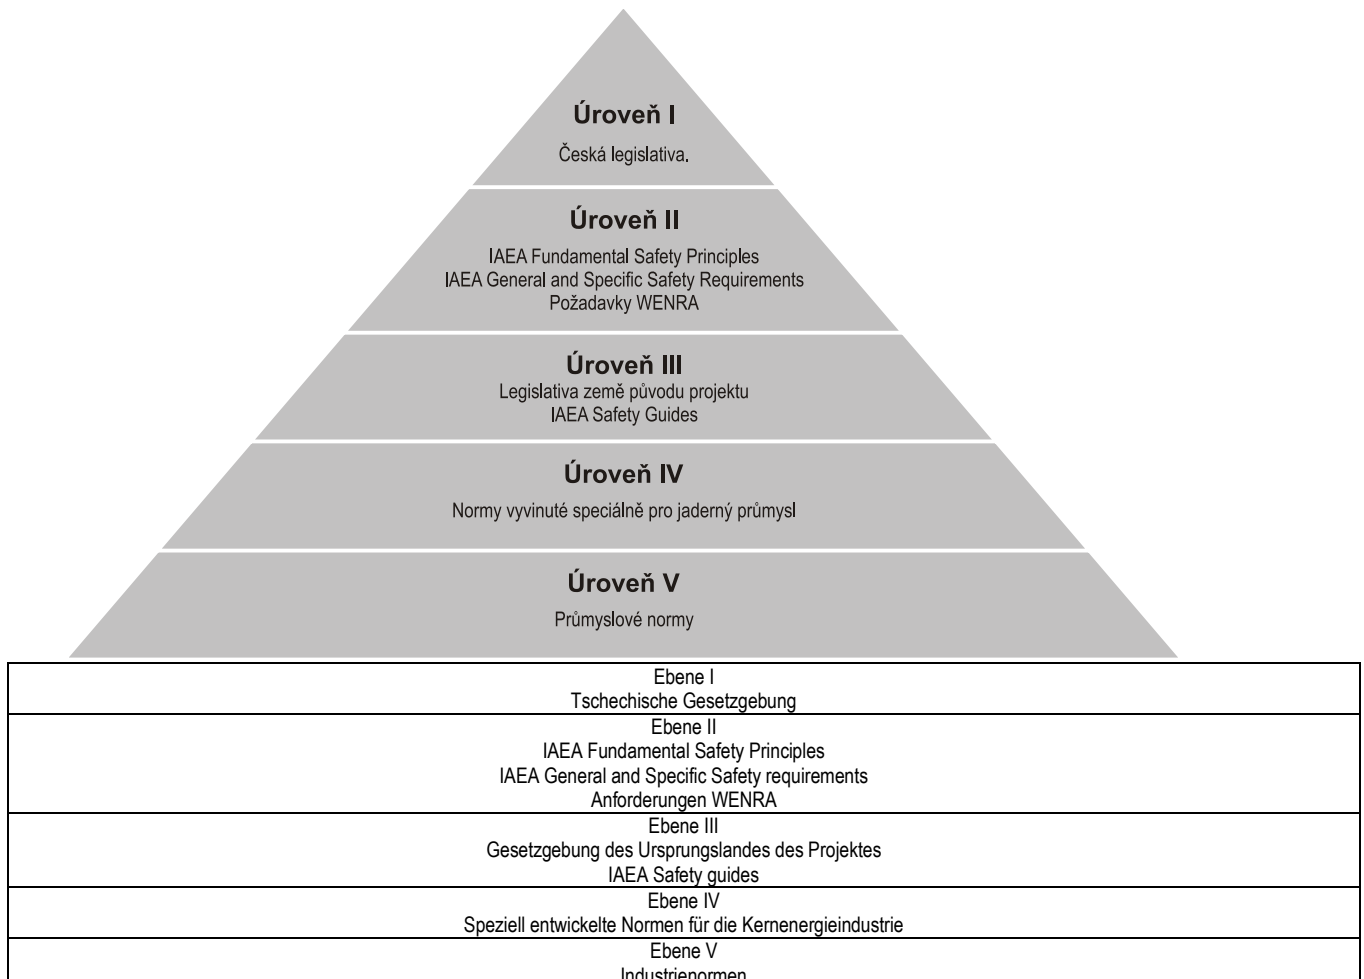 Úroveň I
Česká legislativa.
Úroveň II
IAEA Fundamental Safety Principles
IAEA General and Specific Safety Requirements
Požadavky WENRA
Úroveň III
Legislativa země původu projektu
IAEA Safety Guides
Úroveň IV
Normy vyvinuté speciálně pro jaderný průmysl
Úroveň V
Průmyslové normy
Ebene I
Tschechische Gesetzgebung
Ebene II
IAEA Fundamental Safety Principles
IAEA General and Specific Safety requirements
Anforderungen WENRA
Ebene III
Gesetzgebung des Ursprungslandes des Projektes
IAEA Safety guides
Ebene IV
Speziell entwickelte Normen für die Kernenergieindustrie
Ebene V
Industrienormen